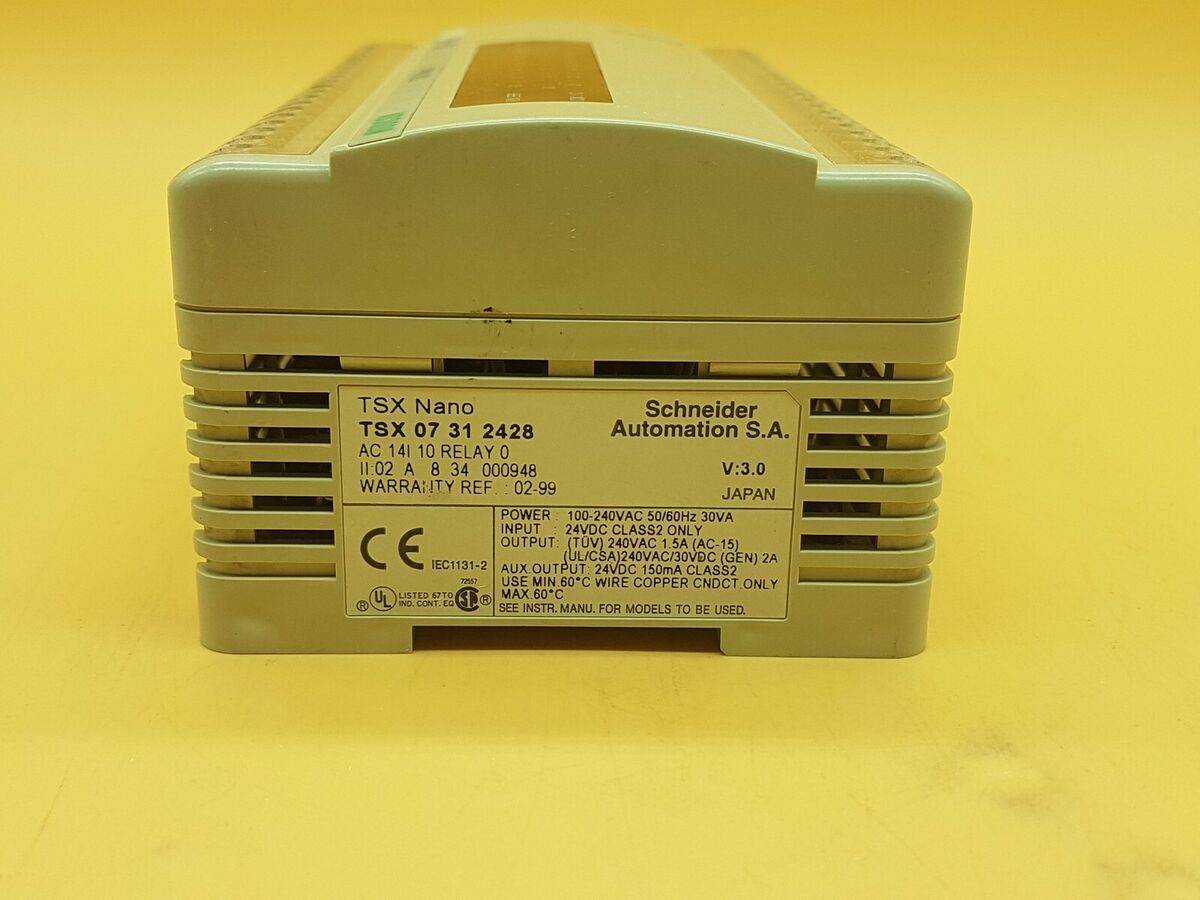 TSX Nano
TSX 07 31 2428
AC 14I 10 RELAY 0
II:02 A 8 34 000948
WARRANTY REF. : 02-99
Schneider
Automation S.A.
V:3.0
JAPAN
CE
IEC1131-2
72557
® UL LISTED 67TO
IND. CONT. EQ SA ®
POWER : 100-240VAC 50/60Hz 30VA
INPUT : 24VDC CLASS2 ONLY
OUTPUT: (TÜV) 240VAC 1.5A (AC-15)
(UL/CSA)240VAC/30VDC (GEN) 2A
AUX.OUTPUT: 24VDC 150mA CLASS2
USE MIN.60°C WIRE COPPER CNDCT.ONLY
MAX.60°C
SEE INSTR. MANU. FOR MODELS TO BE USED.